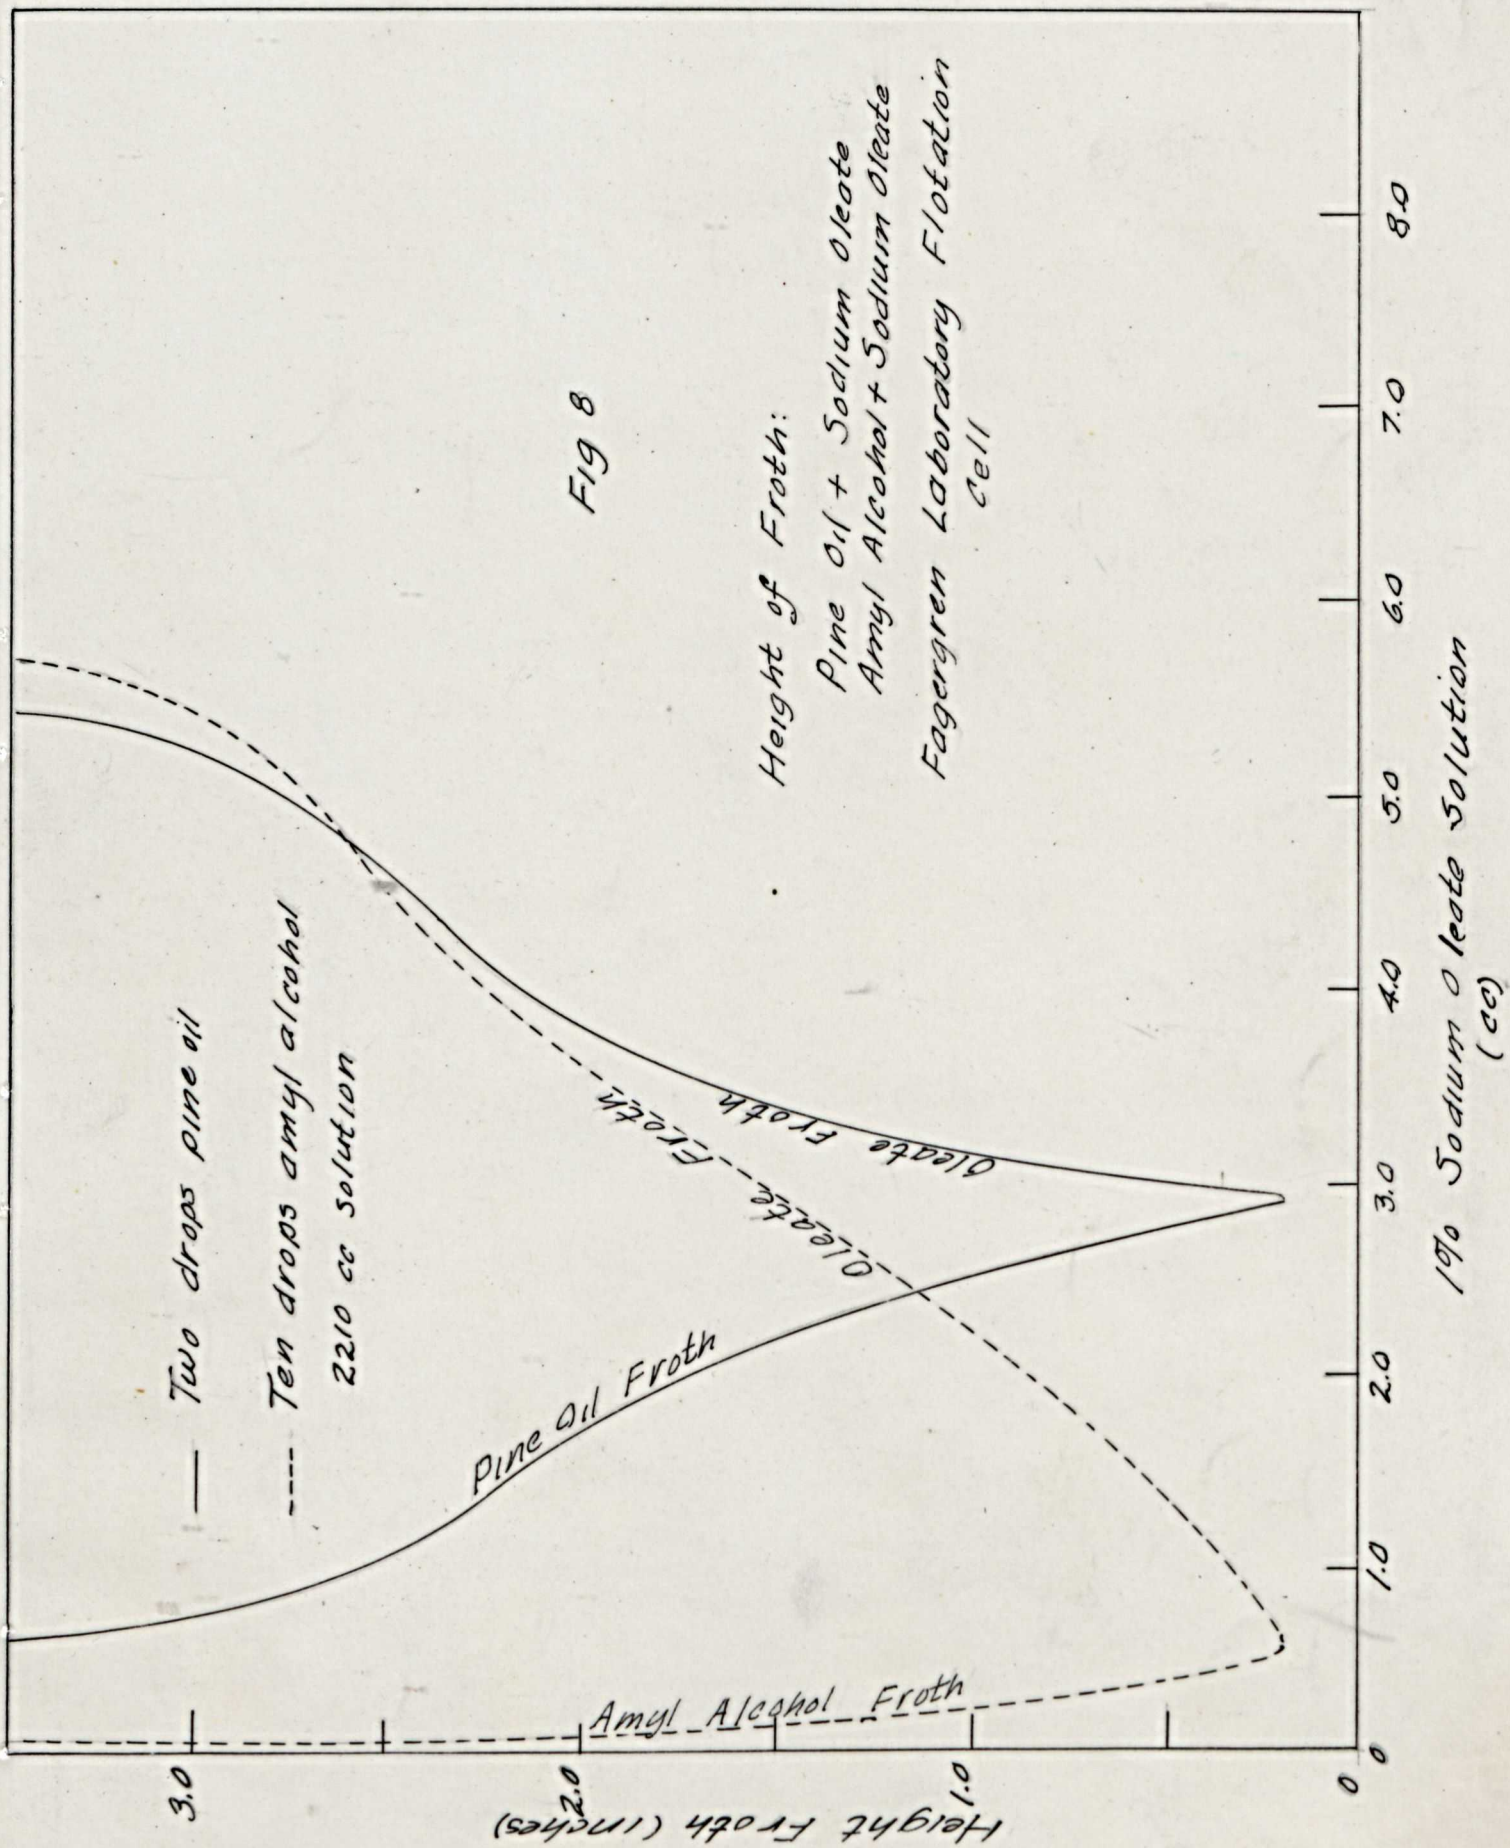 — Two drops pine oil
---- Ten drops amyl alcohol
2210 cc solution
Fig 8
Height of Froth:
Pine Oil + Sodium Oleate
Amyl Alcohol + Sodium Oleate
Fagergren Laboratory Flotation
Cell
Pine Oil Froth
Oleate Froth
Oleate Froth
Amyl Alcohol Froth
Height Froth (inches)
3.0
2.0
1.0
0
0
1.0
2.0
3.0
4.0
5.0
6.0
7.0
8.0
1% Sodium Oleate Solution
(cc)